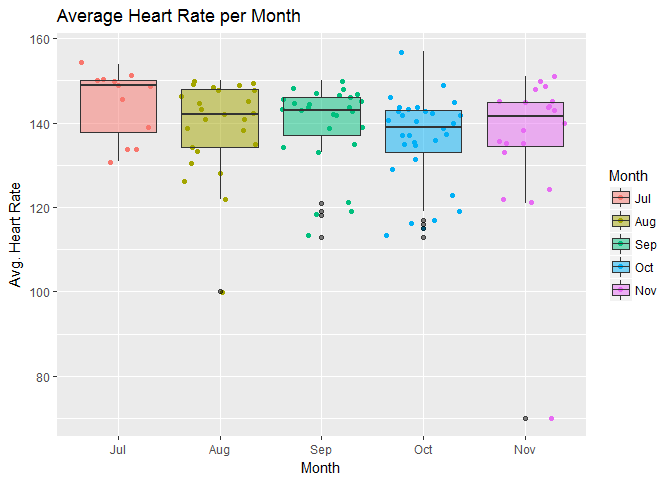 Average Heart Rate per Month
160
140
120
100
80
Avg. Heart Rate
Jul
Aug
Sep
Oct
Nov
Month
Month
Jul
Aug
Sep
Oct
Nov